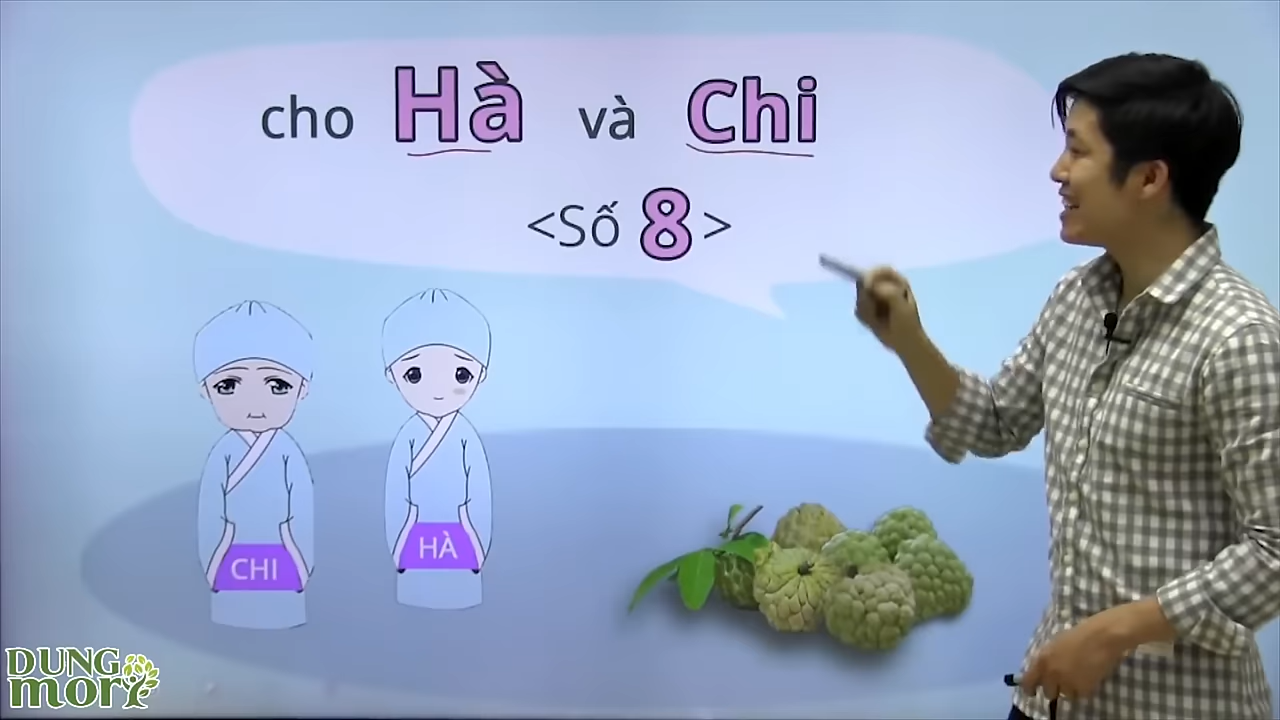 cho Hà và Chi
<Số 8>
CHI
HÀ
DUNG
mori